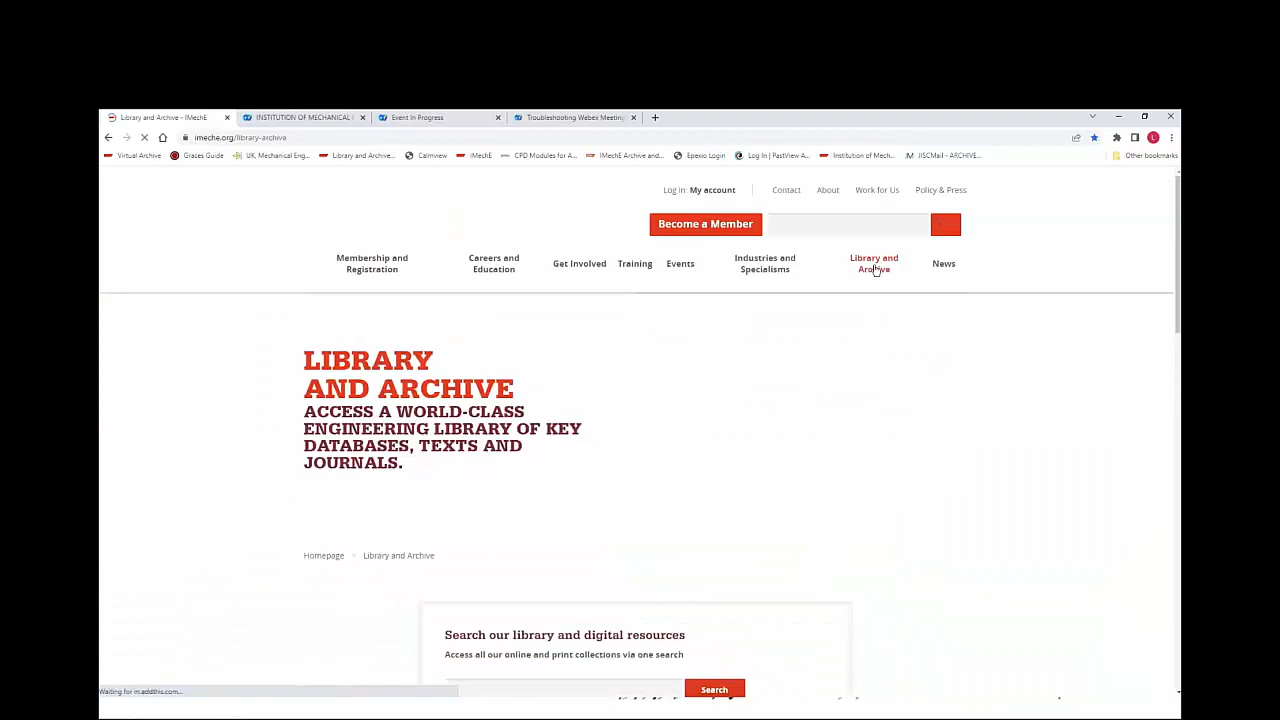 Library and Archive - IMechE
INSTITUTION OF MECHANICAL I
Event In Progress
Troubleshooting Webex Meeting
imeche.org/library-archive
Virtual Archive
Graces Guide
UK, Mechanical Eng...
Library and Archive...
Calmview
IMechE
CPD Modules for A...
IMechE Archive and...
Epexio Login
Log In | PastView A...
Institution of Mech...
JISCMail - ARCHIVE...
Other bookmarks
Log in: My account
Contact
About
Work for Us
Policy & Press
Become a Member
Membership and
Registration
Careers and
Education
Get Involved
Training
Events
Industries and
Specialisms
Library and
Archive
News
LIBRARY
AND ARCHIVE
ACCESS A WORLD-CLASS
ENGINEERING LIBRARY OF KEY
DATABASES, TEXTS AND
JOURNALS.
Homepage
Library and Archive
Search our library and digital resources
Access all our online and print collections via one search
Search
Waiting for m.addthis.com...